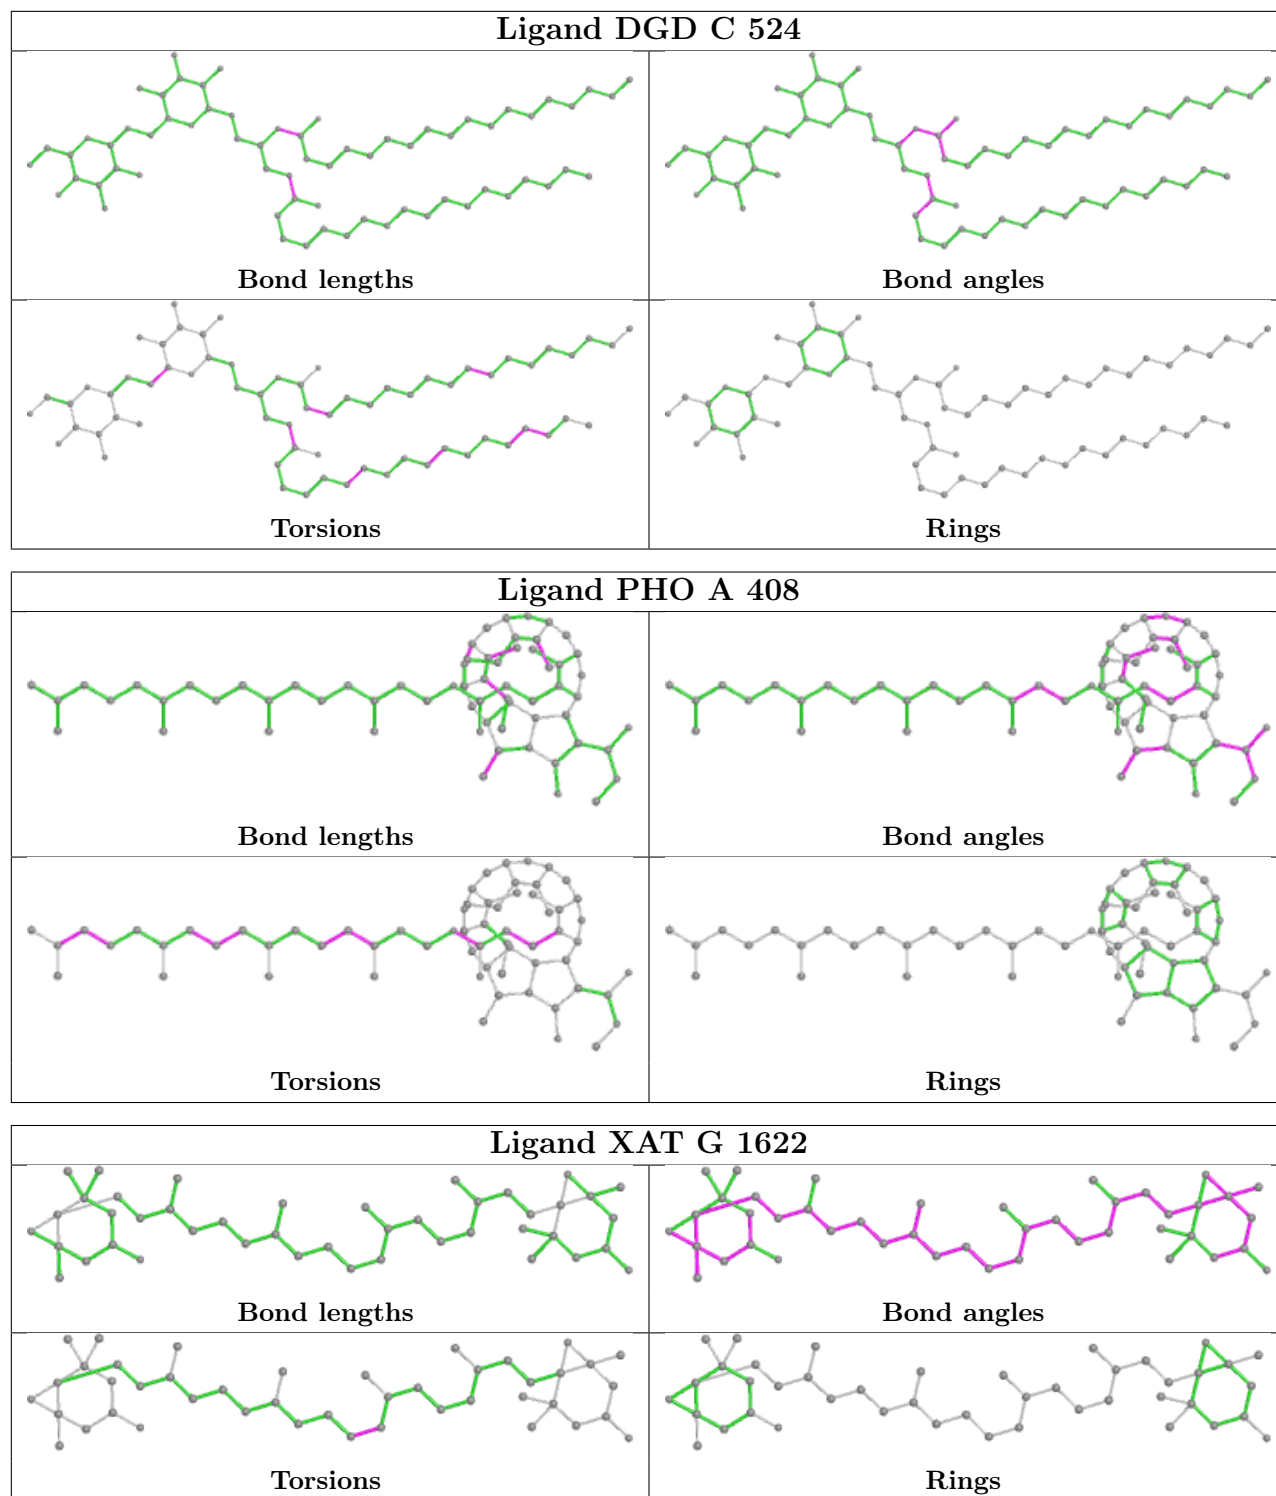 Ligand DGD C 524
Bond lengths
Bond angles
Torsions
Rings
Ligand PHO A 408
Bond lengths
Bond angles
Torsions
Rings
Ligand XAT G 1622
Bond lengths
Bond angles
Torsions
Rings